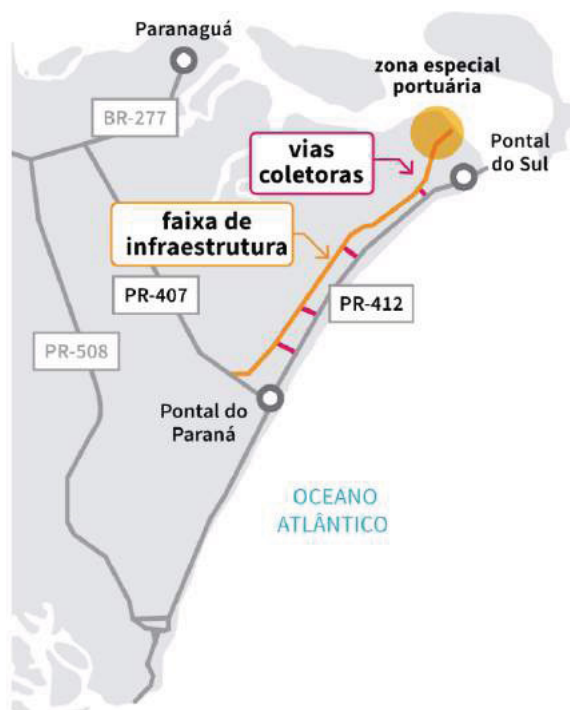 Paranaguá
zona especial
portuária
BR-277
vias
coletoras
Pontal
do Sul
faixa de
infraestrutura
PR-407
PR-412
PR-508
Pontal do
Paraná
OCEANO
ATLÂNTICO